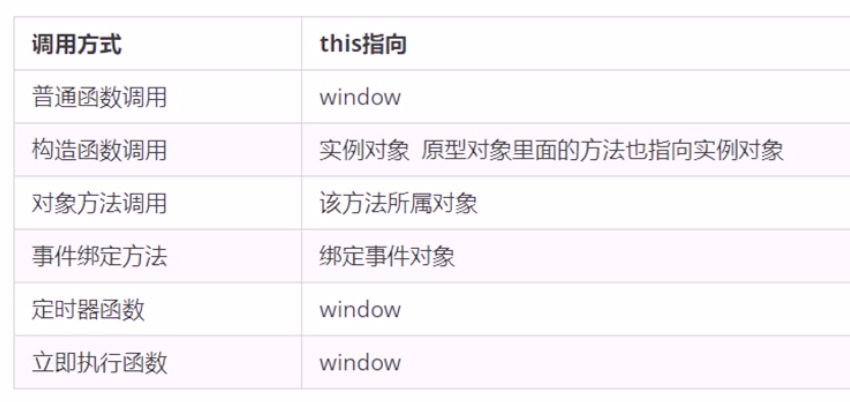 调用方式 this指向
普通函数调用 window
构造函数调用 实例对象 原型对象里面的方法也指向实例对象
对象方法调用 该方法所属对象
事件绑定方法 绑定事件对象
定时器函数 window
立即执行函数 window